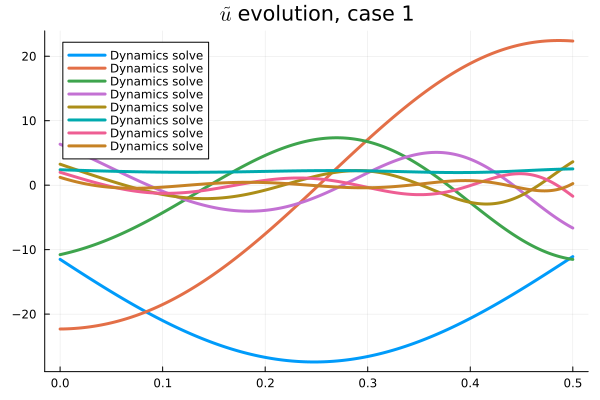 ũ evolution, case 1
20
10
0
−10
−20
Dynamics solve
Dynamics solve
Dynamics solve
Dynamics solve
Dynamics solve
Dynamics solve
Dynamics solve
Dynamics solve
0.0 0.1 0.2 0.3 0.4 0.5